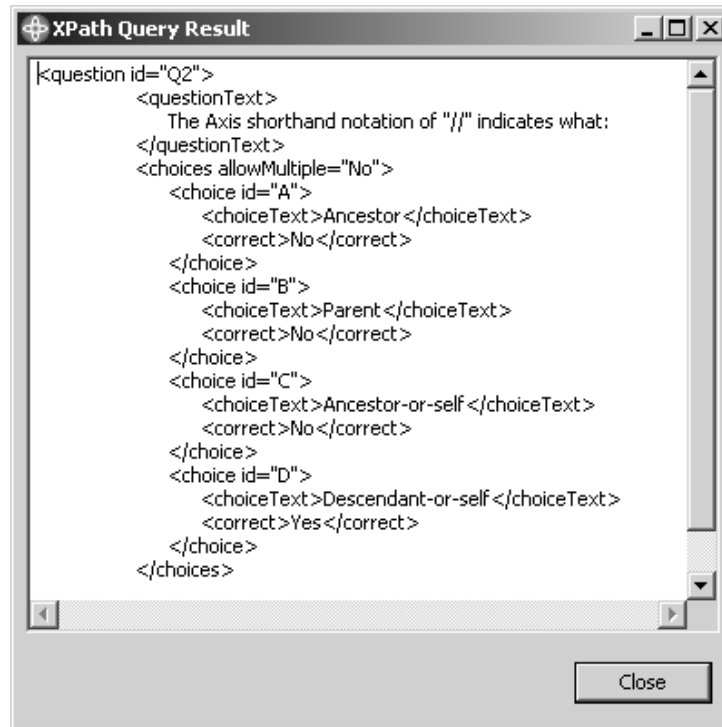 XPath Query Result
<question id="Q2">
<questionText>
The Axis shorthand notation of "//" indicates what:
</questionText>
<choices allowMultiple="No">
<choice id="A">
<choiceText>Ancestor</choiceText>
<correct>No</correct>
</choice>
<choice id="B">
<choiceText>Parent</choiceText>
<correct>No</correct>
</choice>
<choice id="C">
<choiceText>Ancestor-or-self</choiceText>
<correct>No</correct>
</choice>
<choice id="D">
<choiceText>Descendant-or-self</choiceText>
<correct>Yes</correct>
</choice>
</choices>
Close